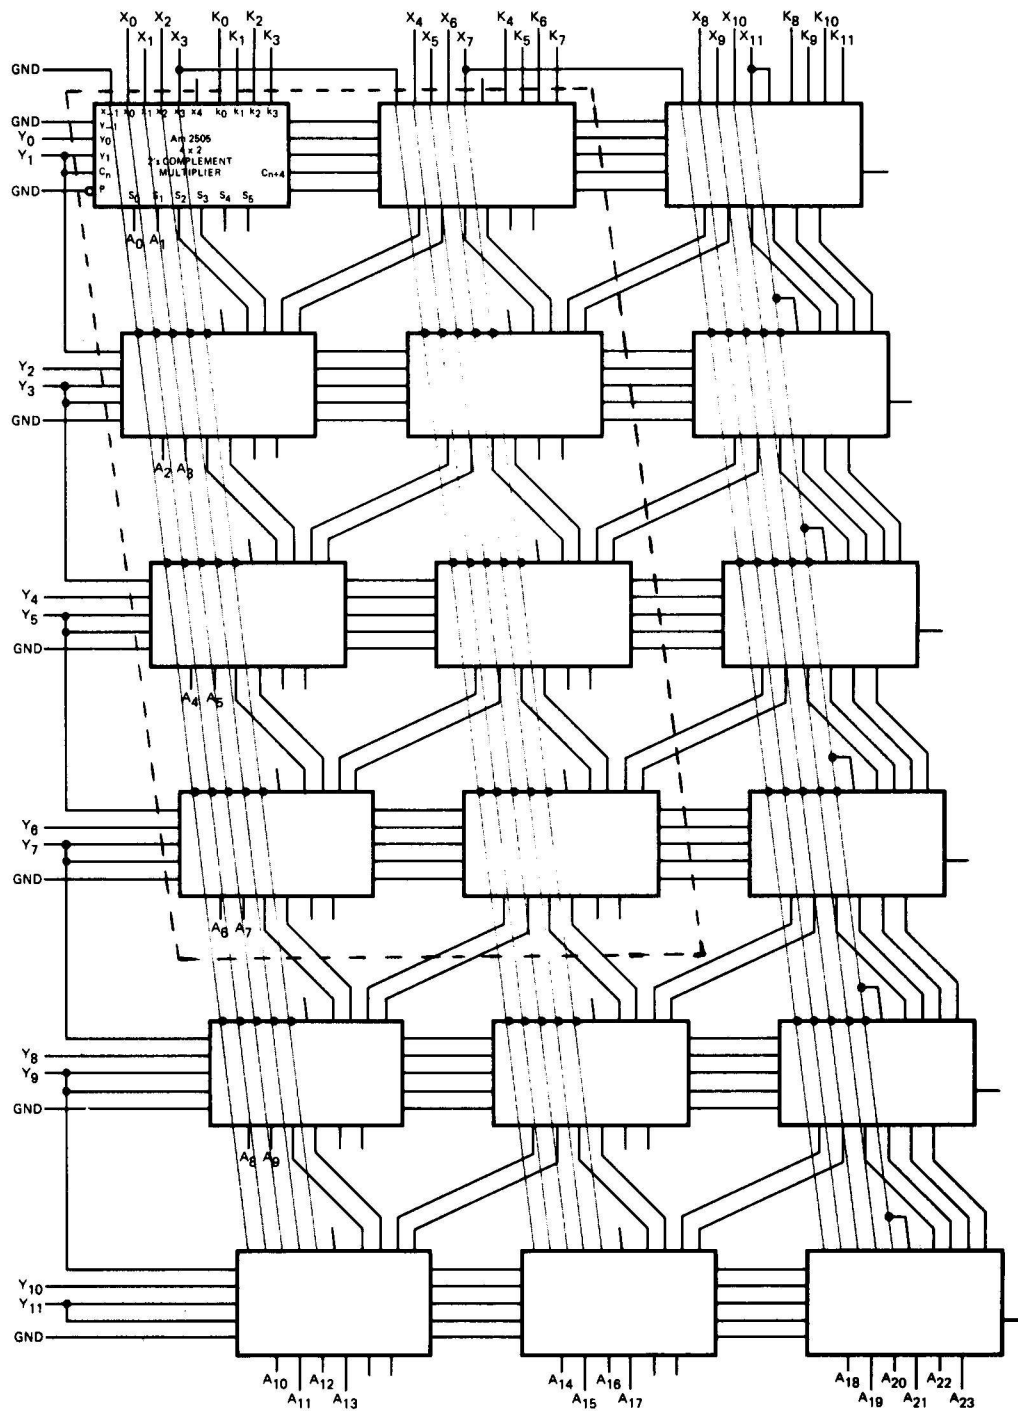 X0 X2 K0 K2 X4 X6 K4 K6 X8 X10 K8 K10
X1 X3 K1 K3 X5 X7 K5 K7 X9 X11 K9 K11
GND
X−1 X0 X1 X2 X3 X4 k0 k1 k2 k3
GND Y−1
Y0 Y0 Am 2505
4 x 2
Y1 Y1 2's COMPLEMENT
Cn MULTIPLIER Cn+4
GND P
S0 S1 S2 S3 S4 S5
A0 A1
Y2
Y3
GND
A2 A3
Y4
Y5
GND
A4 A5
Y6
Y7
GND
A6 A7
Y8
Y9
GND
A8 A9
Y10
Y11
GND
A10 A12 A14 A16 A18 A20 A22
A11 A13 A15 A17 A19 A21 A23